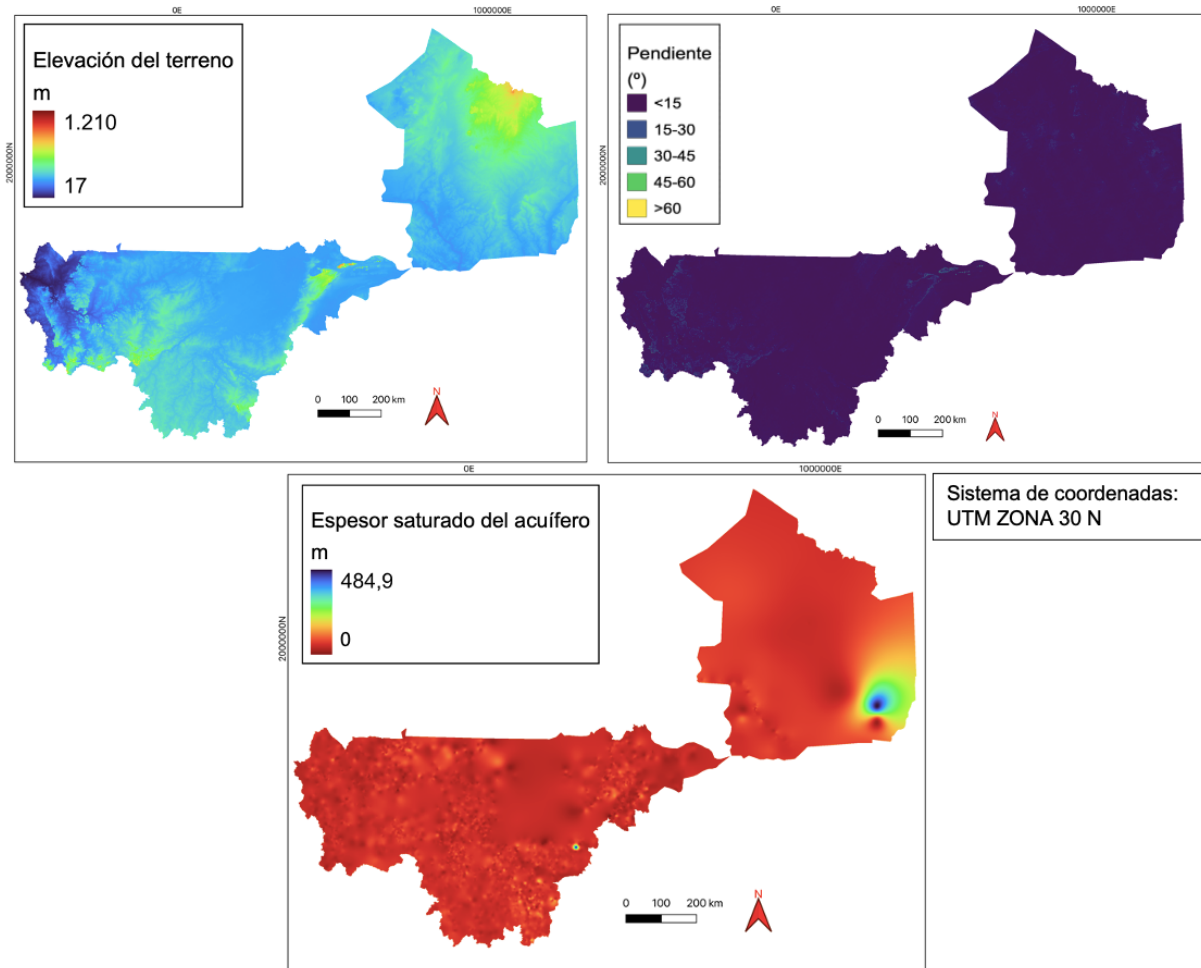 0E
1000000E
2000000N
Elevación del terreno
m
1.210
17
0 100 200 km
N
0E
1000000E
2000000N
Pendiente
(º)
<15
15-30
30-45
45-60
>60
0 100 200 km
N
0E
1000000E
2000000N
Espesor saturado del acuífero
m
484,9
0
0 100 200 km
N
Sistema de coordenadas:
UTM ZONA 30 N